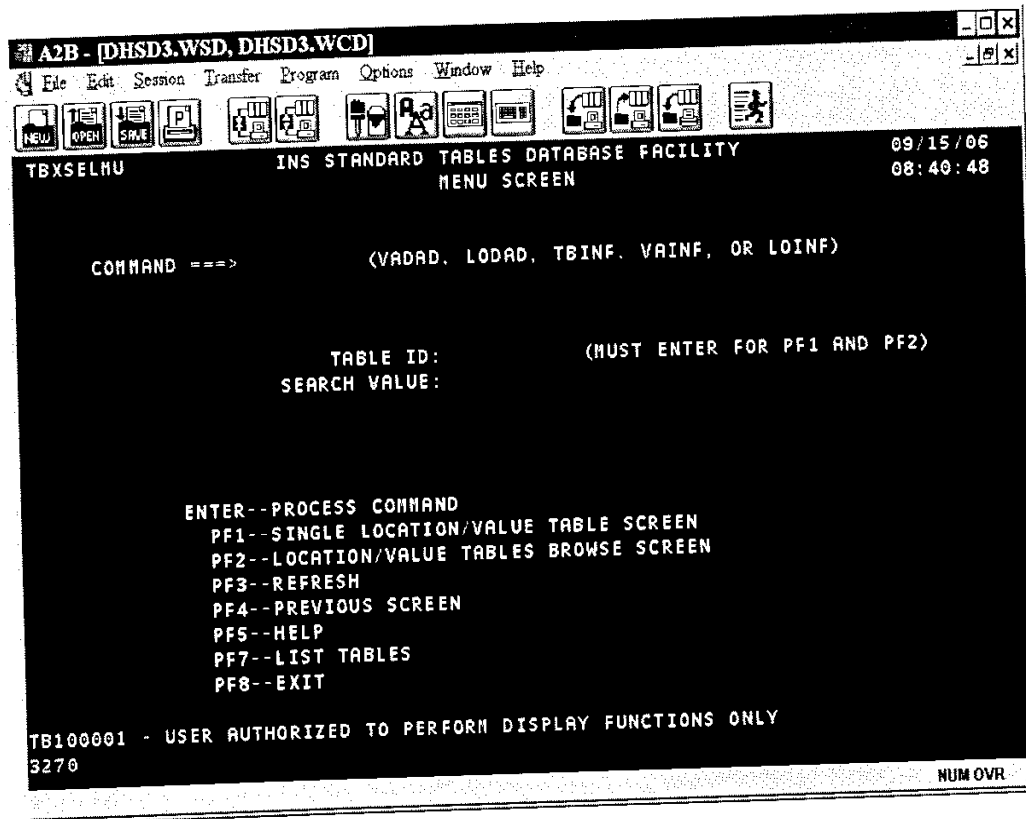 A2B - [DHSD3.WSD, DHSD3.WCD]
File Edit Session Transfer Program Options Window Help
NEW OPEN SAVE P Aa
TBXSELMU INS STANDARD TABLES DATABASE FACILITY 09/15/06
MENU SCREEN 08:40:48
COMMAND ===> (VADAD, LODAD, TBINF, VAINF, OR LOINF)
TABLE ID: (MUST ENTER FOR PF1 AND PF2)
SEARCH VALUE:
ENTER--PROCESS COMMAND
PF1--SINGLE LOCATION/VALUE TABLE SCREEN
PF2--LOCATION/VALUE TABLES BROWSE SCREEN
PF3--REFRESH
PF4--PREVIOUS SCREEN
PF5--HELP
PF7--LIST TABLES
PF8--EXIT
TB100001 - USER AUTHORIZED TO PERFORM DISPLAY FUNCTIONS ONLY
3270
NUM OVR